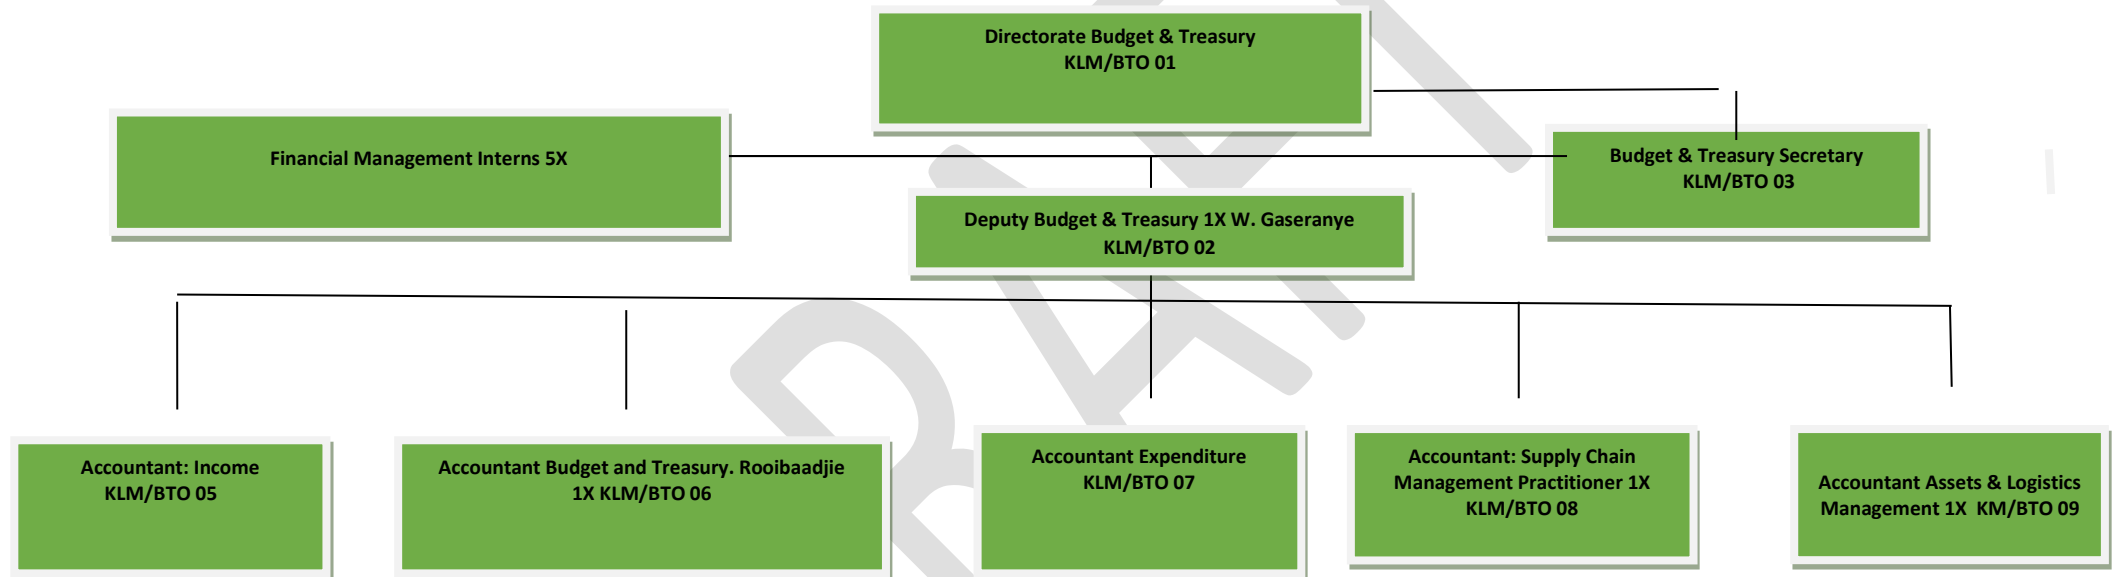 Directorate Budget & Treasury
KLM/BTO 01
Financial Management Interns 5X
Budget & Treasury Secretary
KLM/BTO 03
Deputy Budget & Treasury 1X W. Gaseranye
KLM/BTO 02
Accountant: Income
KLM/BTO 05
Accountant Budget and Treasury. Rooibaadjie
1X KLM/BTO 06
Accountant Expenditure
KLM/BTO 07
Accountant: Supply Chain
Management Practitioner 1X
KLM/BTO 08
Accountant Assets & Logistics
Management 1X  KM/BTO 09